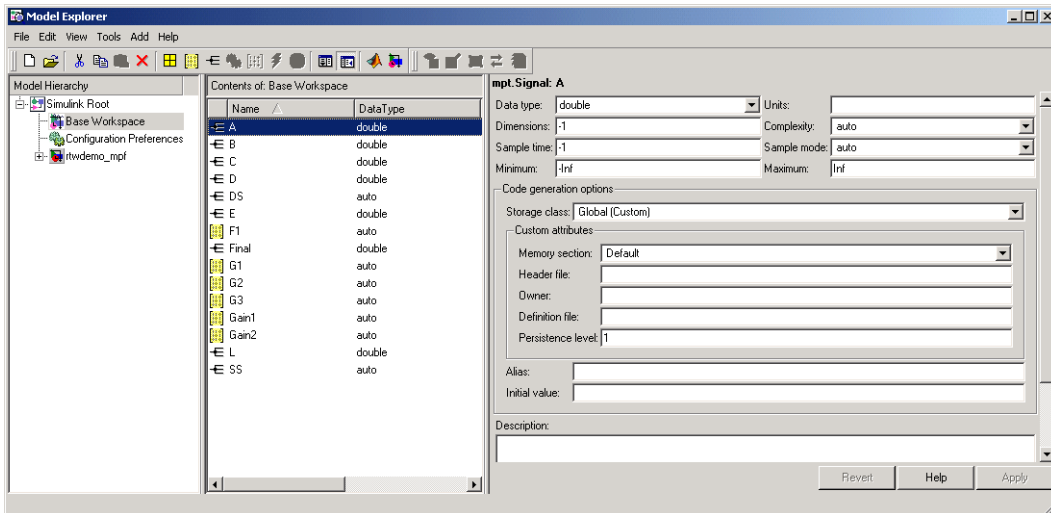 Model Explorer
File Edit View Tools Add Help
Model Hierarchy
Simulink Root
Base Workspace
Configuration Preferences
rtwdemo_mpf
Contents of: Base Workspace
Name DataType
A double
B double
C double
D double
DS auto
E double
F1 auto
Final double
G1 auto
G2 auto
G3 auto
Gain1 auto
Gain2 auto
L double
SS auto
mpt.Signal: A
Data type: double Units:
Dimensions: -1 Complexity: auto
Sample time: -1 Sample mode: auto
Minimum: -Inf Maximum: Inf
Code generation options
Storage class: Global (Custom)
Custom attributes
Memory section: Default
Header file:
Owner:
Definition file:
Persistence level: 1
Alias:
Initial value:
Description:
Revert Help Apply